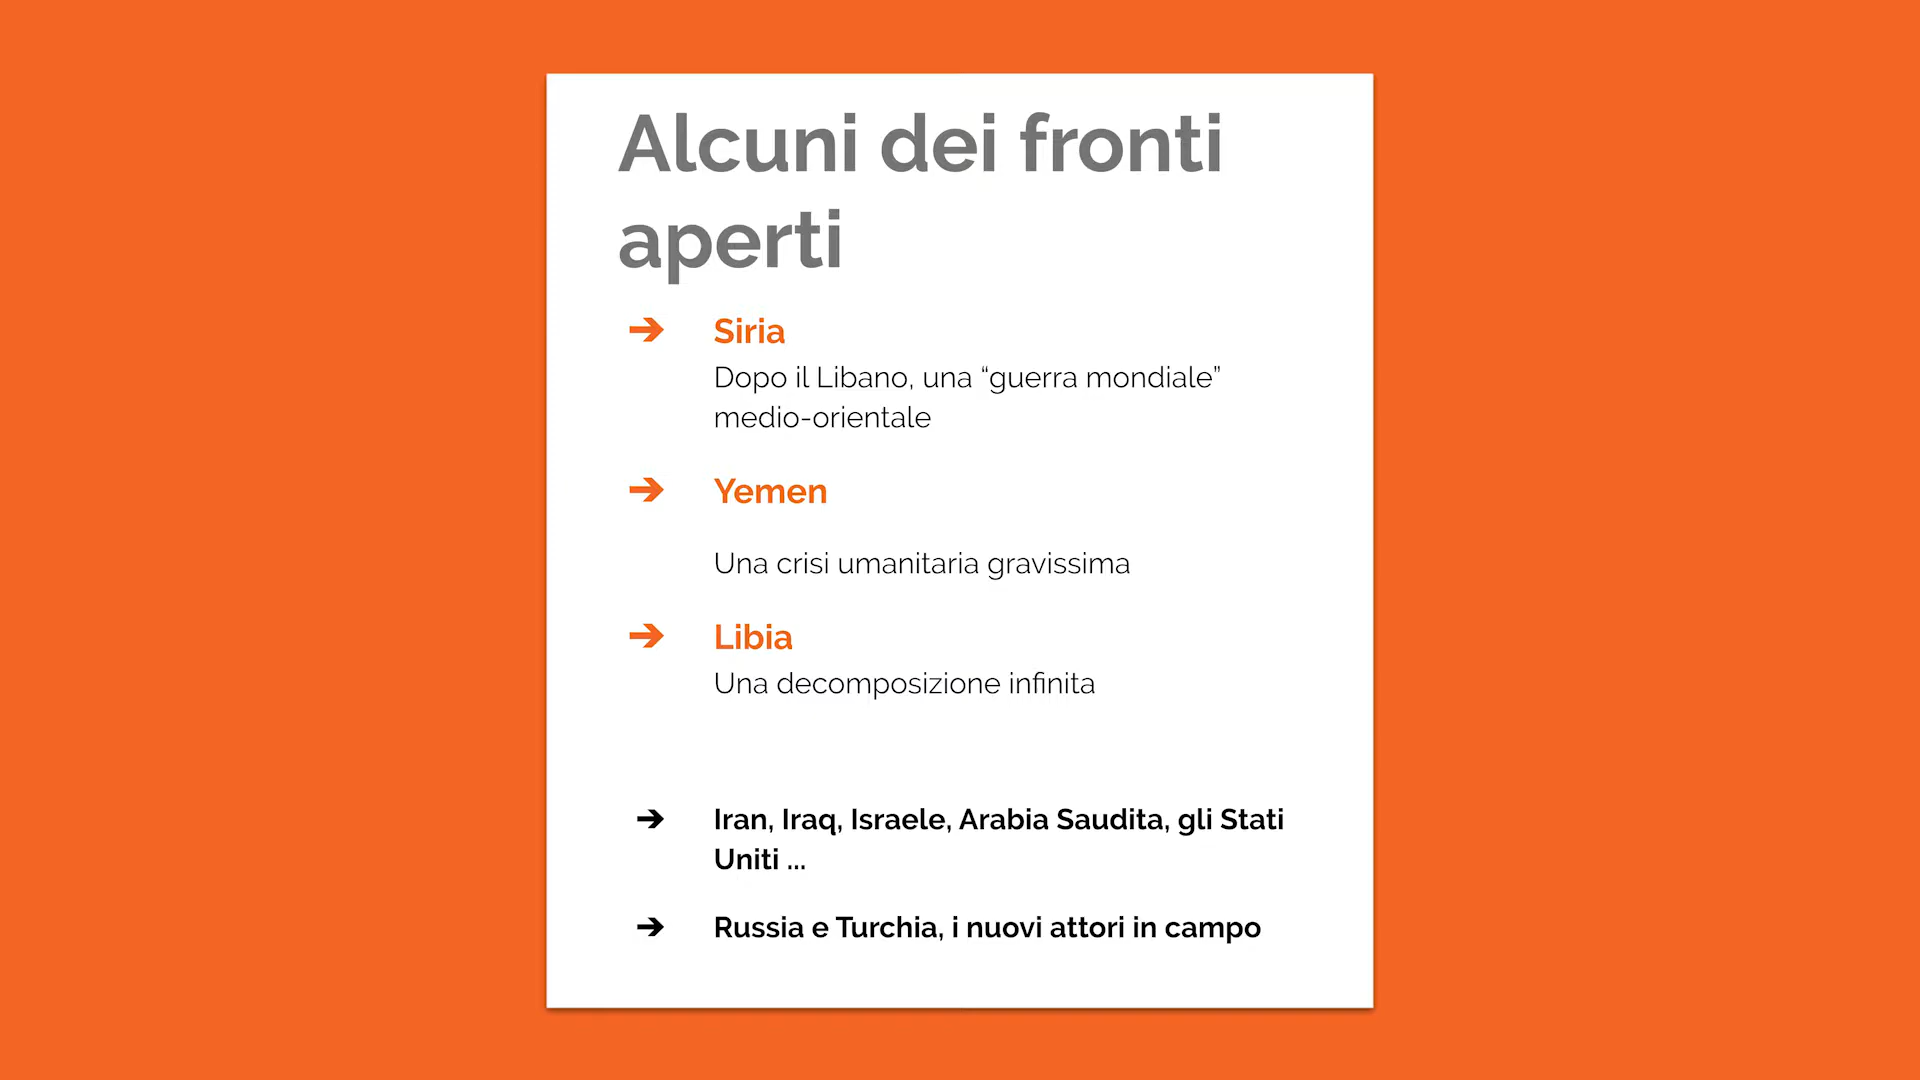 Alcuni dei fronti
aperti
➔ Siria
Dopo il Libano, una “guerra mondiale”
medio-orientale
➔ Yemen
Una crisi umanitaria gravissima
➔ Libia
Una decomposizione infinita
➔ Iran, Iraq, Israele, Arabia Saudita, gli Stati
Uniti ...
➔ Russia e Turchia, i nuovi attori in campo